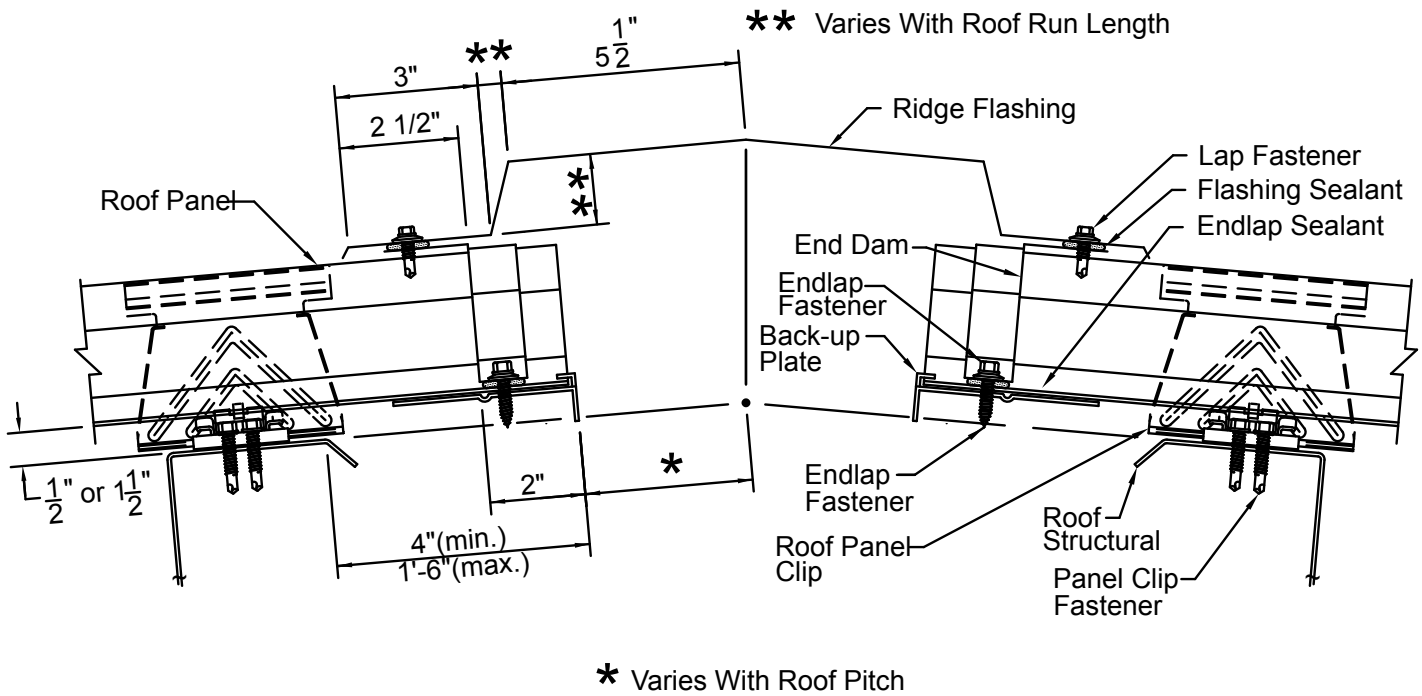 ** Varies With Roof Run Length
**
5 1/2"
3"
2 1/2"
Ridge Flashing
Lap Fastener
Flashing Sealant
Endlap Sealant
**
Roof Panel
End Dam
Endlap
Fastener
Back-up
Plate
1/2" or 1 1/2"
2"
*
4"(min.)
1'-6"(max.)
Endlap
Fastener
Roof Panel
Clip
Roof
Structural
Panel Clip
Fastener
* Varies With Roof Pitch